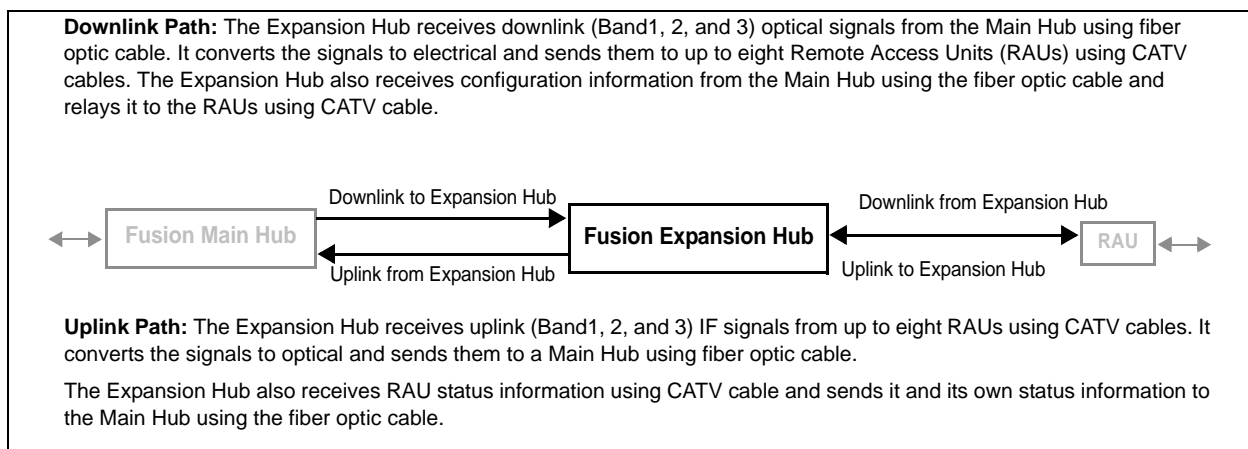 Downlink Path: The Expansion Hub receives downlink (Band1, 2, and 3) optical signals from the Main Hub using fiber
optic cable. It converts the signals to electrical and sends them to up to eight Remote Access Units (RAUs) using CATV
cables. The Expansion Hub also receives configuration information from the Main Hub using the fiber optic cable and
relays it to the RAUs using CATV cable.
Downlink to Expansion Hub
Downlink from Expansion Hub
Fusion Main Hub
Fusion Expansion Hub
RAU
Uplink from Expansion Hub
Uplink to Expansion Hub
Uplink Path: The Expansion Hub receives uplink (Band1, 2, and 3) IF signals from up to eight RAUs using CATV cables. It
converts the signals to optical and sends them to a Main Hub using fiber optic cable.
The Expansion Hub also receives RAU status information using CATV cable and sends it and its own status information to
the Main Hub using the fiber optic cable.